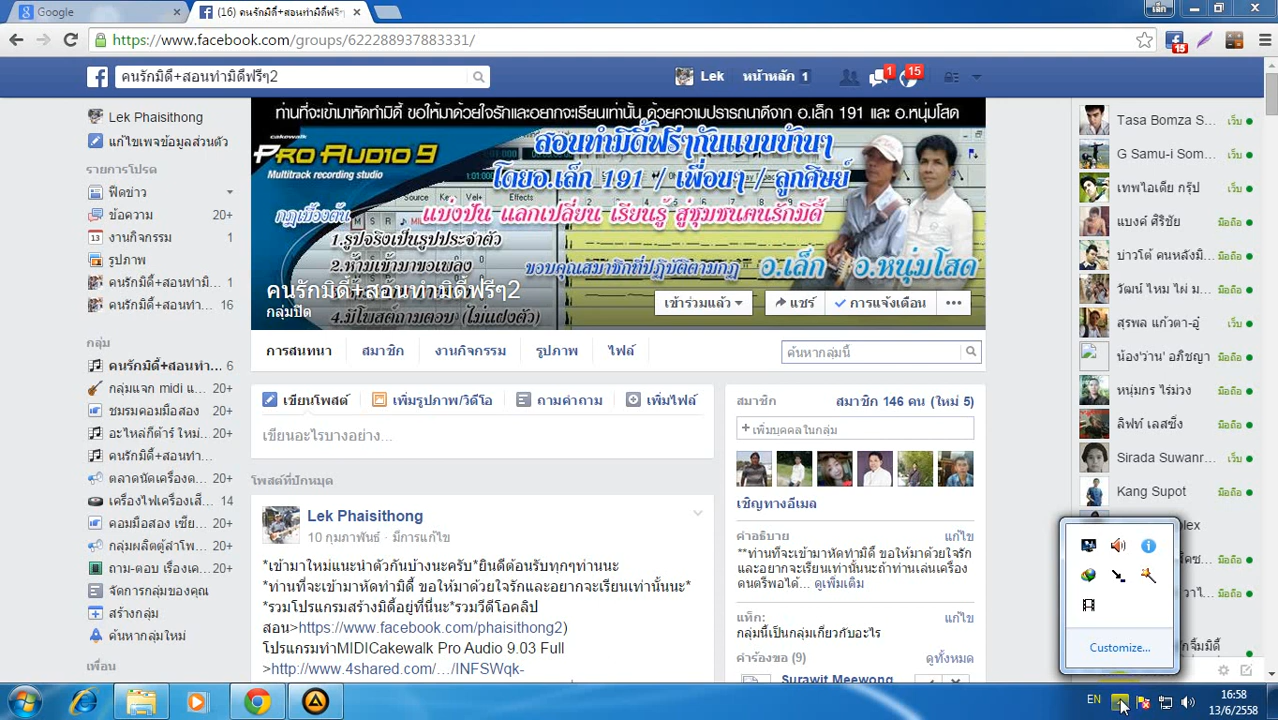 Google
(16) คนรักมิดี้+สอนทำมิดี้ฟรีๆ
เล็ก
https://www.facebook.com/groups/622288937883331/
15
คนรักมิดี้+สอนทำมิดี้ฟรีๆ2
Lek
หน้าหลัก 1
1
15
Lek Phaisithong
แก้ไขเพจข้อมูลส่วนตัว
รายการโปรด
ฟีดข่าว
ข้อความ 20+
13 งานกิจกรรม 1
รูปภาพ
คนรักมิดี้+สอนทำมิ... 1
คนรักมิดี้+สอนทำ... 16
กลุ่ม
คนรักมิดี้+สอนทำ... 6
กลุ่มแจก midi แ... 20+
ชมรมคอมมือสอง 20+
อะไหล่กีต้าร์ ใหม่... 20+
คนรักมิดี้+สอนทำ...
ตลาดนัดเครื่องด... 20+
เครื่องไฟเครื่องเสี... 14
คอมมือสอง เชีย... 20+
กลุ่มผลิตตู้ลำโพ... 20+
ถาม-ตอบ เรื่องเค... 20+
จัดการกลุ่มของคุณ
สร้างกลุ่ม
ค้นหากลุ่มใหม่
เพื่อน
ท่านที่จะเข้ามาหัดทำมิดี้ ขอให้มาด้วยใจรักและอยากจะเรียนเท่านั้น ด้วยความปรารถนาดีจาก อ.เล็ก 191 และ อ.หนุ่มโสด
cakewalk
PRO AUDIO 9
Multitrack recording studio
สอนทำมิดี้ฟรีกันแบบบ้านๆ
โดยอ.เล็ก 191 / เพื่อนๆ / ลูกศิษย์
กฎเบื้องต้น
แบ่งปัน แลกเปลี่ยน เรียนรู้ สู่ชุมชนคนรักมิดี้
1.รูปจริงเป็นรูปประจำตัว
2.ห้ามเข้ามาขอเพลง
ขอบคุณสมาชิกที่ปฏิบัติตามกฎ
อ.เล็ก
อ.หนุ่มโสด
คนรักมิดี้+สอนทำมิดี้ฟรีๆ2
กลุ่มปิด
4.มีโพสต์ถามตอบ (ไม่แฝงตัว)
เข้าร่วมแล้ว
แชร์
การแจ้งเตือน
การสนทนา
สมาชิก
งานกิจกรรม
รูปภาพ
ไฟล์
ค้นหากลุ่มนี้
เขียนโพสต์
เพิ่มรูปภาพ/วิดีโอ
ถามคำถาม
เพิ่มไฟล์
เขียนอะไรบางอย่าง...
โพสต์ที่ปักหมุด
Lek Phaisithong
10 กุมภาพันธ์ · มีการแก้ไข
*เข้ามาใหม่แนะนำตัวกันบ้างนะครับ*ยินดีต้อนรับทุกๆท่านนะ
*ท่านที่จะเข้ามาหัดทำมิดี้ ขอให้มาด้วยใจรักและอยากจะเรียนเท่านั้นนะ*
*รวมโปรแกรมสร้างมิดี้อยู่ที่นี่นะ*รวมวีดีโอคลิป
สอน>https://www.facebook.com/phaisithong2)
โปรแกรมทำMIDICakewalk Pro Audio 9.03 Full
>http://www.4shared.com/…/INFSWqk-
สมาชิก
สมาชิก 146 คน (ใหม่ 5)
+ เพิ่มบุคคลในกลุ่ม
เชิญทางอีเมล
คำอธิบาย
แก้ไข
**ท่านที่จะเข้ามาหัดทำมิดี้ ขอให้มาด้วยใจรัก
และอยากจะเรียนเท่านั้นนะถ้าท่านเล่นเครื่อง
ดนตรีพอได้... ดูเพิ่มเติม
แท็ก:
แก้ไข
กลุ่มนี้เป็นกลุ่มเกี่ยวกับอะไร
คำร้องขอ (9)
ดูทั้งหมด
Surawit Meewong
Tasa Bomza S... เว็บ
G Samu-i Som... เว็บ
เทพไอเดีย กรุ๊ป เว็บ
แบงค์ ศิริชัย มือถือ
บ่าวโต้ คนหลังมิ... เว็บ
วัฒน์ ไหม ไผ่ ม... มือถือ
สุรพล แก้วตา-อู๋ มือถือ
น้อง'ว่าน' อภิชญา มือถือ
หนุ่มกร ไร่ม่วง มือถือ
ลิฟท์ เลสซิ่ง มือถือ
Sirada Suwanr... เว็บ
Kang Supot มือถือ
Customize...
EN
16:58
13/6/2558